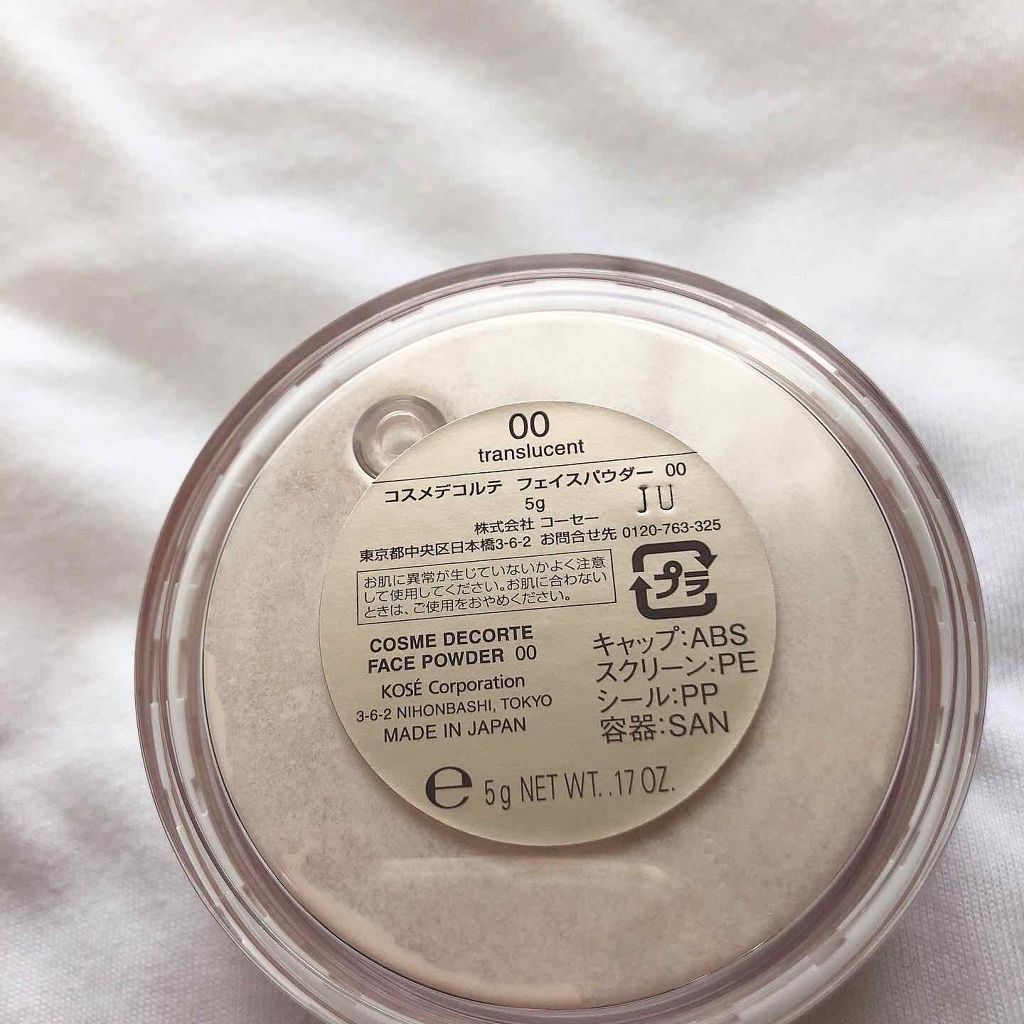 00
translucent
コスメデコルテ フェイスパウダー 00
5g
JU
株式会社 コーセー
東京都中央区日本橋3-6-2 お問合せ先 0120-763-325
お肌に異常が生じていないかよく注意
して使用してください。お肌に合わない
ときは、ご使用をおやめください。
プラ
COSME DECORTE
FACE POWDER 00
KOSÉ Corporation
3-6-2 NIHONBASHI, TOKYO
MADE IN JAPAN
キャップ:ABS
スクリーン:PE
シール:PP
容器:SAN
e 5g NET WT. .17 OZ.